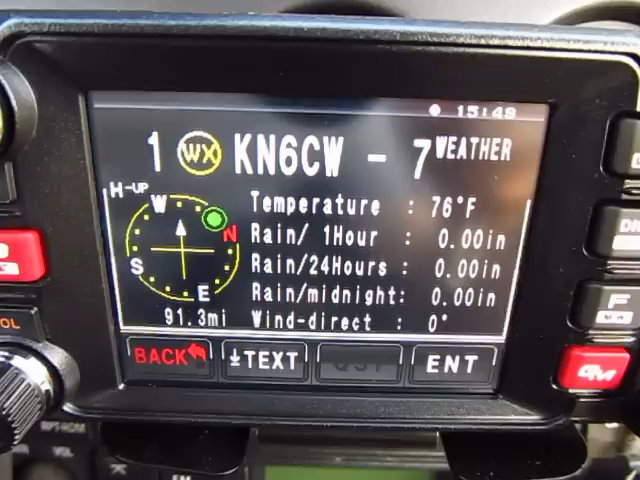 15:49
1 WX KN6CW - 7 WEATHER
H-UP
W
N
S
E
Temperature : 76°F
Rain/ 1Hour : 0.00in
Rain/24Hours : 0.00in
Rain/midnight: 0.00in
91.3mi Wind-direct : 0°
BACK TEXT ENT
F
VOL